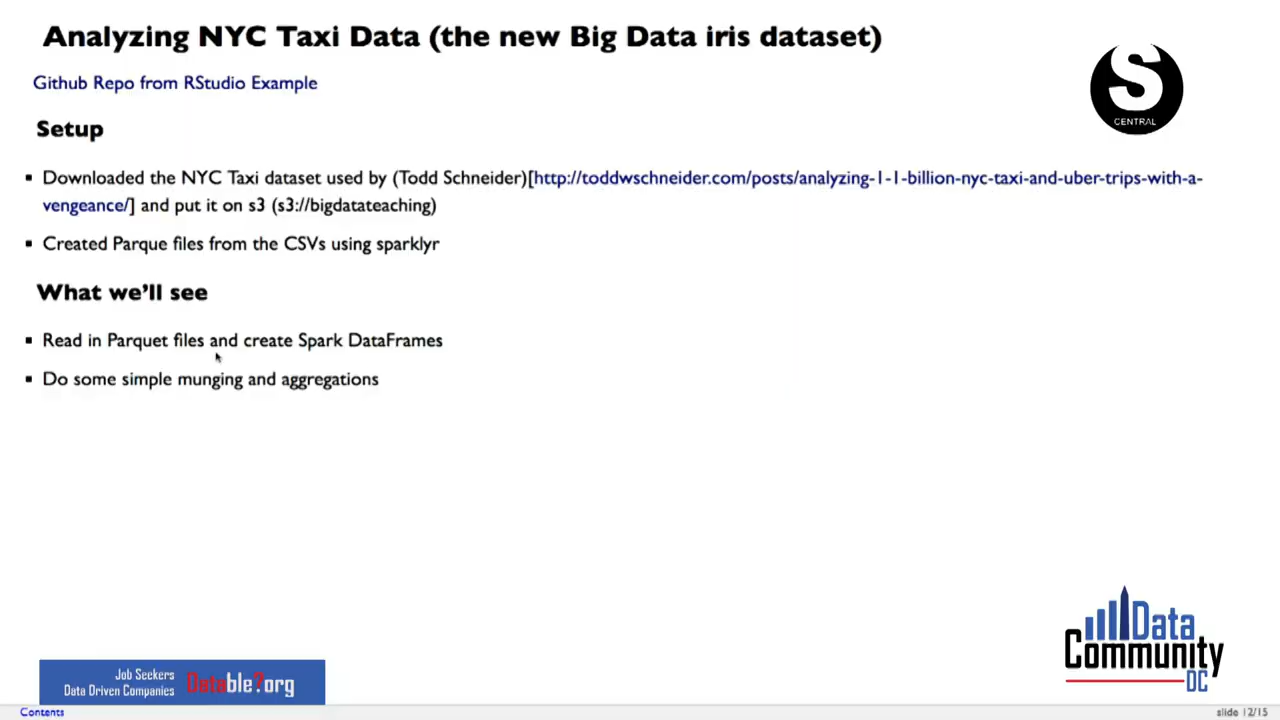 Analyzing NYC Taxi Data (the new Big Data iris dataset)
Github Repo from RStudio Example
S
CENTRAL
Setup
Downloaded the NYC Taxi dataset used by (Todd Schneider)[http://toddwschneider.com/posts/analyzing-1-1-billion-nyc-taxi-and-uber-trips-with-a-
vengeance/] and put it on s3 (s3://bigdatateaching)
Created Parque files from the CSVs using sparklyr
What we'll see
Read in Parquet files and create Spark DataFrames
Do some simple munging and aggregations
Data
Community
DC
Job Seekers
Data Driven Companies
Datable?org
Contents
slide 12/15